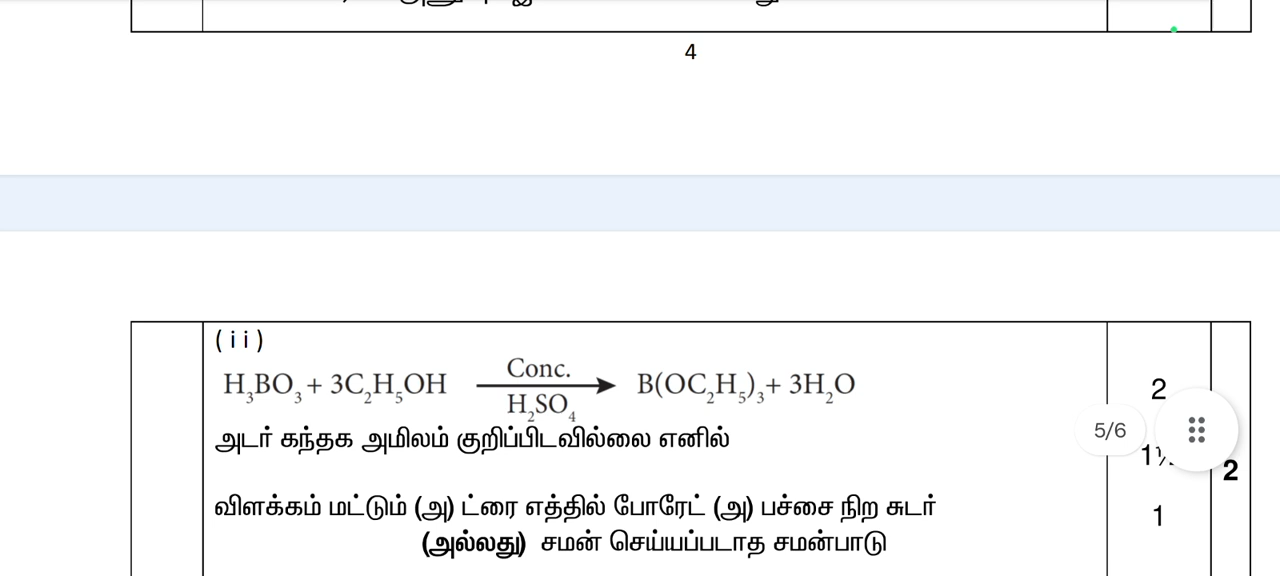 4
(ii)
H₃BO₃ + 3C₂H₅OH Conc. H₂SO₄ B(OC₂H₅)₃ + 3H₂O 2
அடர் கந்தக அமிலம் குறிப்பிடவில்லை எனில்
5/6
2
விளக்கம் மட்டும் (அ) ட்ரை எத்தில் போரேட் (அ) பச்சை நிற சுடர் 1
(அல்லது) சமன் செய்யப்படாத சமன்பாடு